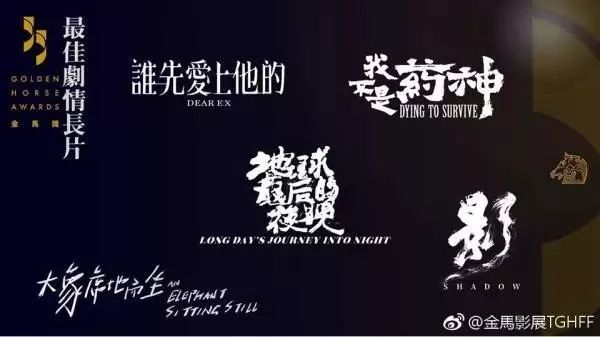 GOLDEN
HORSE
AWARDS
金馬獎
最佳劇情長片
誰先愛上他的
DEAR EX
我不是药神
DYING TO SURVIVE
地球
最后的
夜晚
LONG DAY'S JOURNEY INTO NIGHT
影
SHADOW
大象席地而坐 AN
ELEPHANT
SITTING STILL
@金馬影展TGHFF